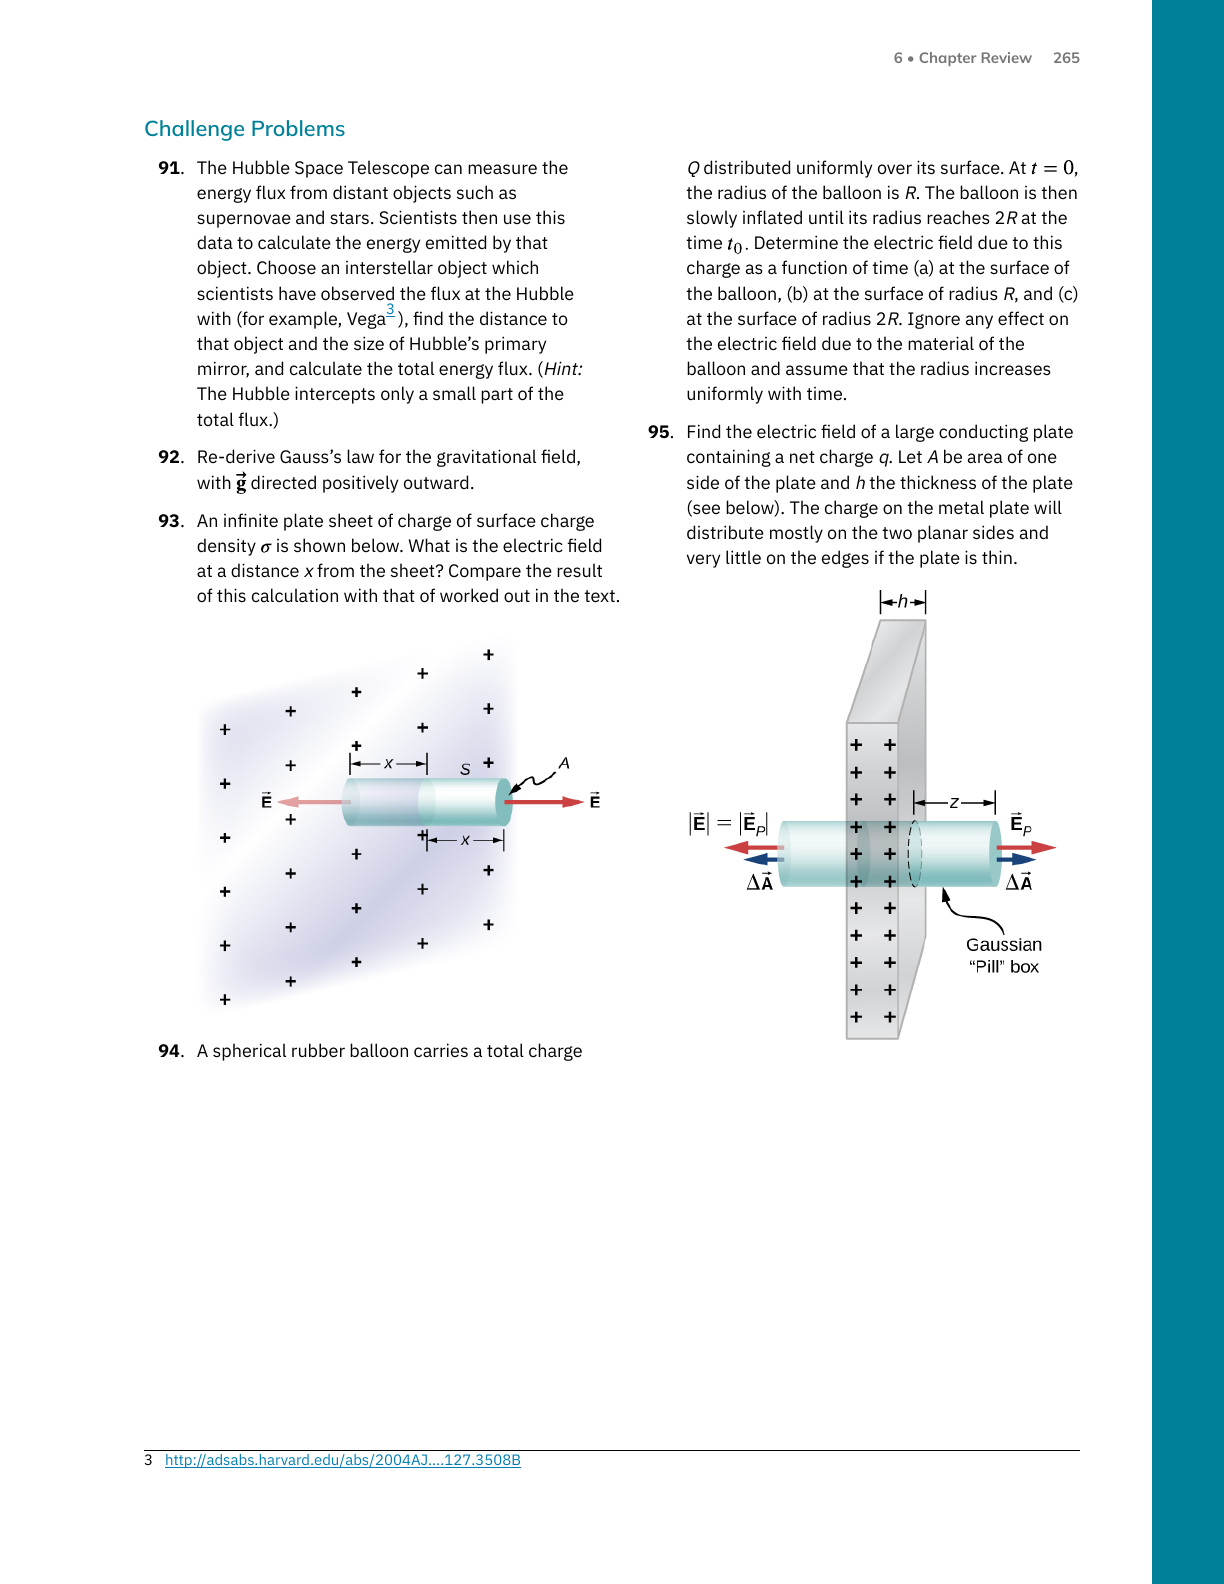 6 • Chapter Review 265
Challenge Problems
91. The Hubble Space Telescope can measure the
energy flux from distant objects such as
supernovae and stars. Scientists then use this
data to calculate the energy emitted by that
object. Choose an interstellar object which
scientists have observed the flux at the Hubble
with (for example, Vega3), find the distance to
that object and the size of Hubble’s primary
mirror, and calculate the total energy flux. (Hint:
The Hubble intercepts only a small part of the
total flux.)
92. Re-derive Gauss’s law for the gravitational field,
with g⃗ directed positively outward.
93. An infinite plate sheet of charge of surface charge
density σ is shown below. What is the electric field
at a distance x from the sheet? Compare the result
of this calculation with that of worked out in the text.
x
S
A
E⃗
E⃗
x
94. A spherical rubber balloon carries a total charge
Q distributed uniformly over its surface. At t = 0,
the radius of the balloon is R. The balloon is then
slowly inflated until its radius reaches 2R at the
time t0. Determine the electric field due to this
charge as a function of time (a) at the surface of
the balloon, (b) at the surface of radius R, and (c)
at the surface of radius 2R. Ignore any effect on
the electric field due to the material of the
balloon and assume that the radius increases
uniformly with time.
95. Find the electric field of a large conducting plate
containing a net charge q. Let A be area of one
side of the plate and h the thickness of the plate
(see below). The charge on the metal plate will
distribute mostly on the two planar sides and
very little on the edges if the plate is thin.
h
z
|E⃗| = |E⃗P|
E⃗P
ΔA⃗
ΔA⃗
Gaussian
“Pill” box
3 http://adsabs.harvard.edu/abs/2004AJ....127.3508B